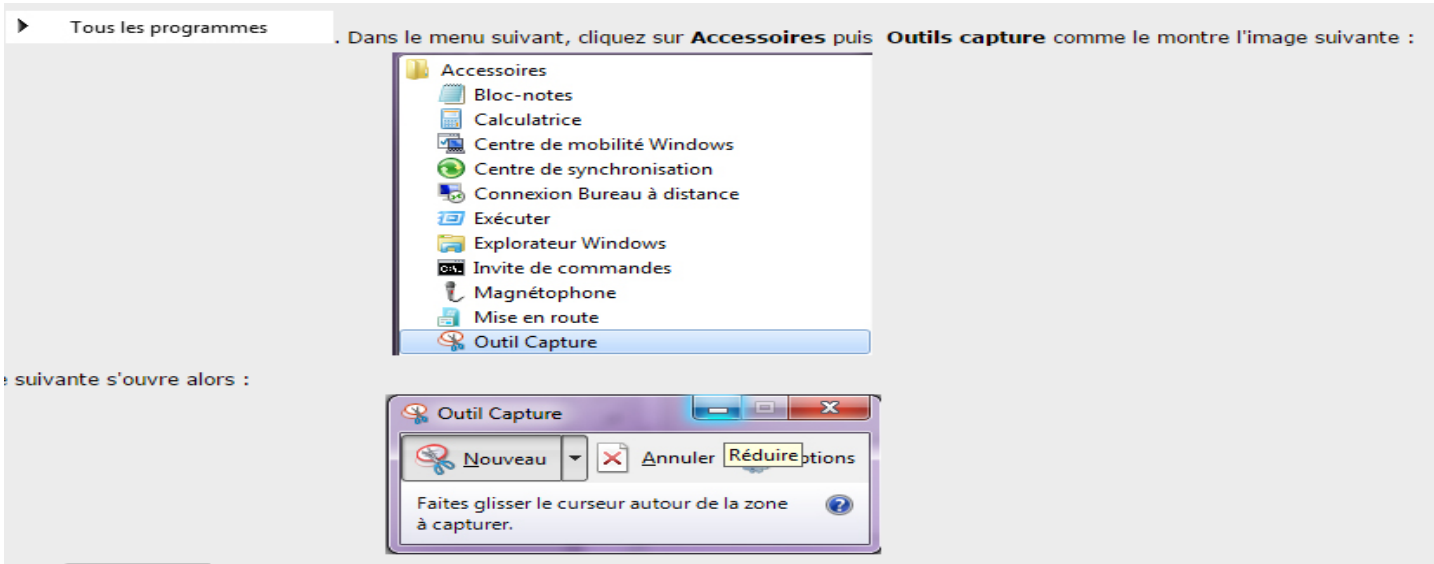 Tous les programmes
. Dans le menu suivant, cliquez sur Accessoires puis Outils capture comme le montre l'image suivante :
Accessoires
Bloc-notes
Calculatrice
Centre de mobilité Windows
Centre de synchronisation
Connexion Bureau à distance
Exécuter
Explorateur Windows
Invite de commandes
Magnétophone
Mise en route
Outil Capture
suivante s'ouvre alors :
Outil Capture
Nouveau Annuler Réduire ptions
Faites glisser le curseur autour de la zone
à capturer.